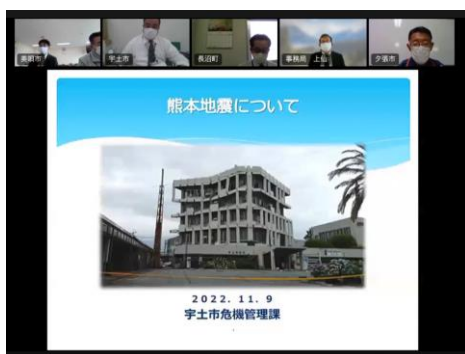 美唄市
宇土市
長沼町
事務局 上仙
夕張市
熊本地震について
2022. 11. 9
宇土市危機管理課